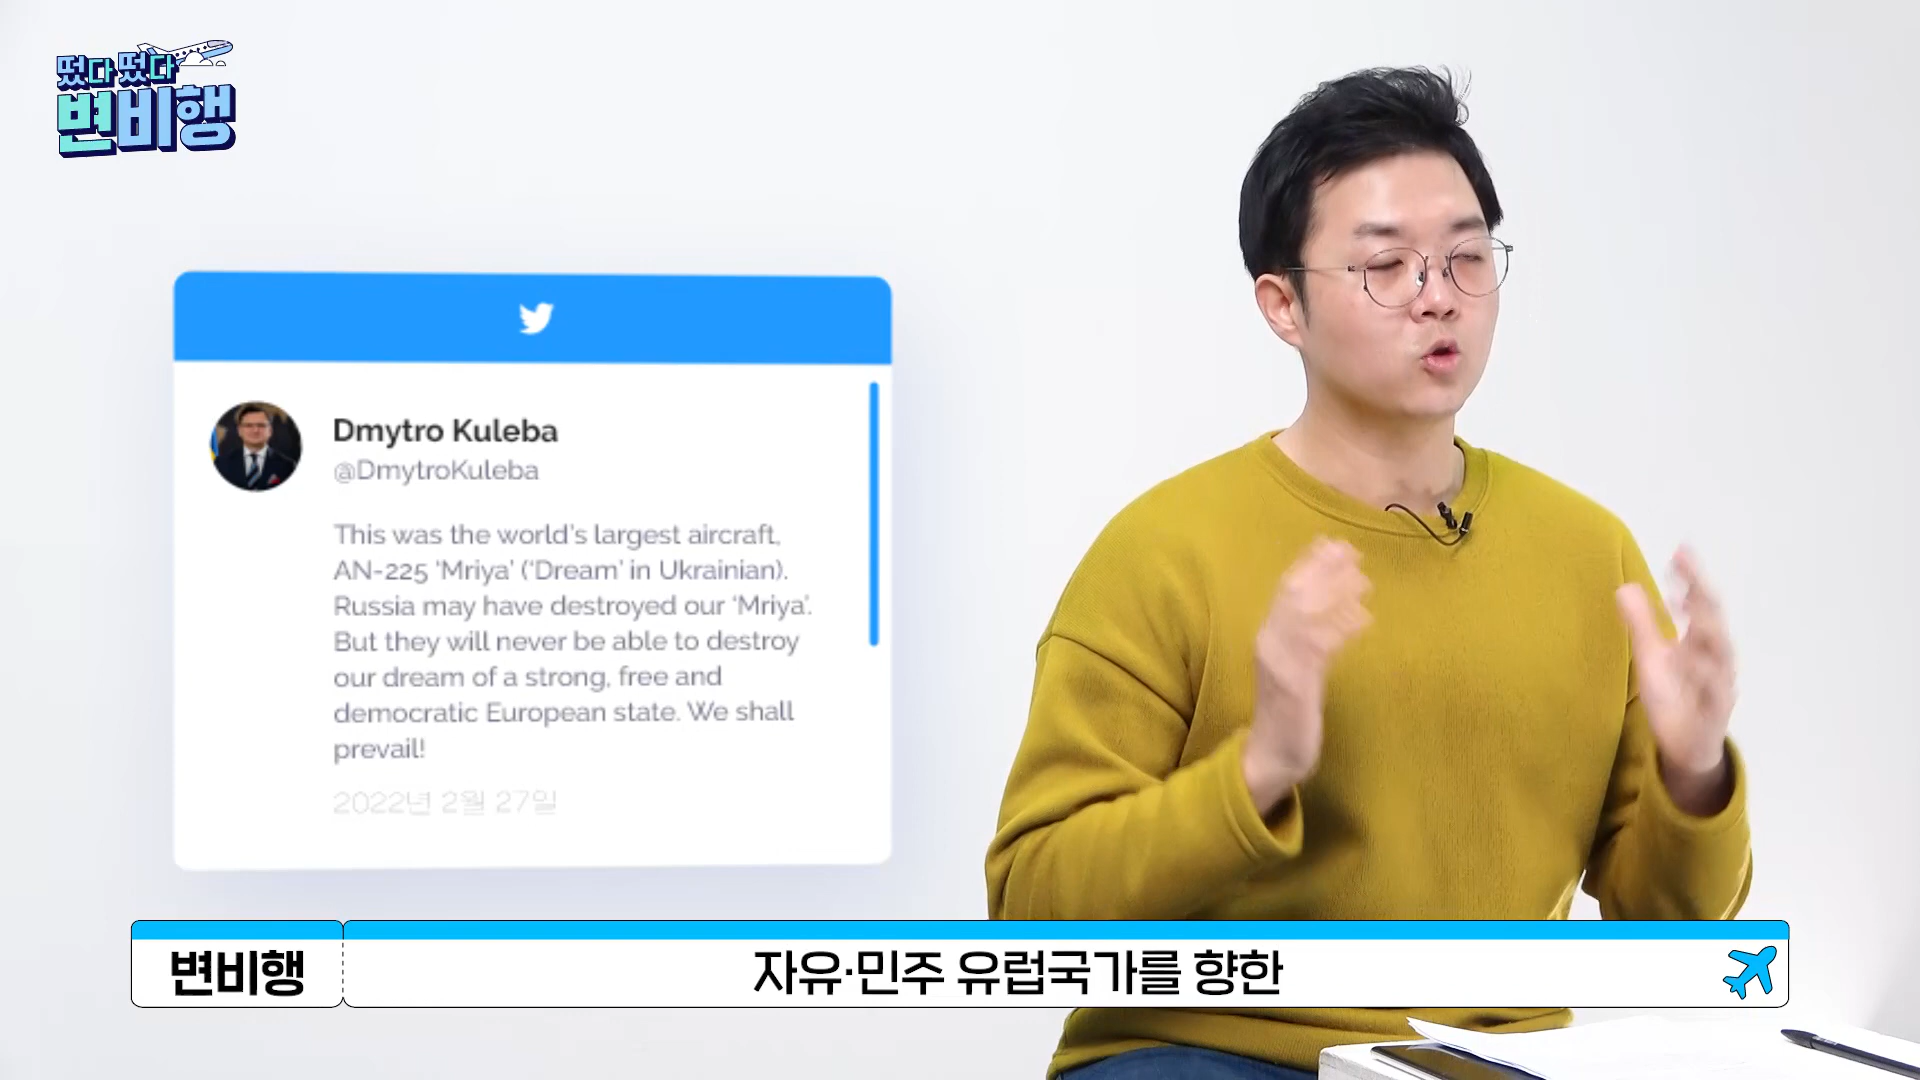 떴다 떴다
변비행
Dmytro Kuleba
@DmytroKuleba
This was the world's largest aircraft,
AN-225 'Mriya' ('Dream' in Ukrainian).
Russia may have destroyed our 'Mriya'.
But they will never be able to destroy
our dream of a strong, free and
democratic European state. We shall
prevail!
2022년 2월 27일
변비행
자유·민주 유럽국가를 향한